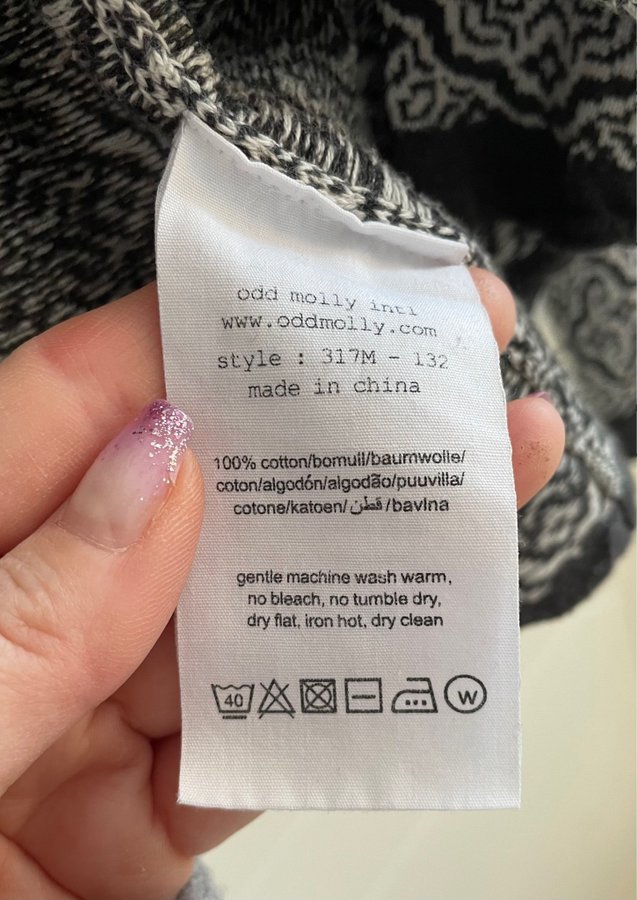 odd molly intl
www.oddmolly.com
style : 317M - 132
made in china
100% cotton/bomull/baumwolle/
coton/algodón/algodão/puuvilla/
cotone/katoen/قطن/bavlna
gentle machine wash warm,
no bleach, no tumble dry,
dry flat, iron hot, dry clean
40 W